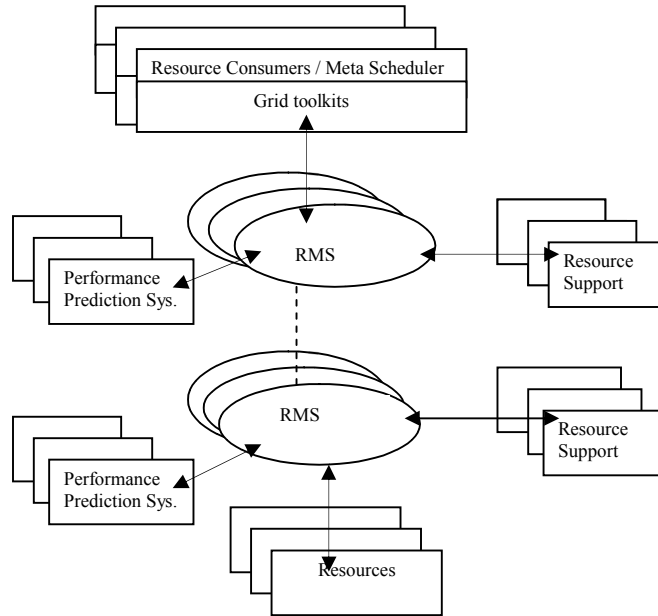 Resource Consumers / Meta Scheduler
Grid toolkits
RMS
Performance
Prediction Sys.
Resource
Support
RMS
Performance
Prediction Sys.
Resource
Support
Resources